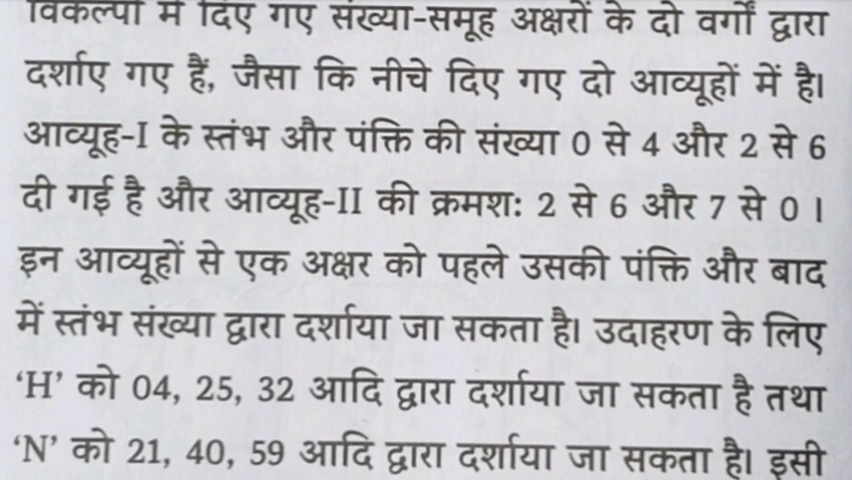 विकल्पों में दिए गए संख्या-समूह अक्षरों के दो वर्गों द्वारा
दर्शाए गए हैं, जैसा कि नीचे दिए गए दो आव्यूहों में है।
आव्यूह-I के स्तंभ और पंक्ति की संख्या 0 से 4 और 2 से 6
दी गई है और आव्यूह-II की क्रमशः 2 से 6 और 7 से 0 ।
इन आव्यूहों से एक अक्षर को पहले उसकी पंक्ति और बाद
में स्तंभ संख्या द्वारा दर्शाया जा सकता है। उदाहरण के लिए
‘H’ को 04, 25, 32 आदि द्वारा दर्शाया जा सकता है तथा
‘N’ को 21, 40, 59 आदि द्वारा दर्शाया जा सकता है। इसी